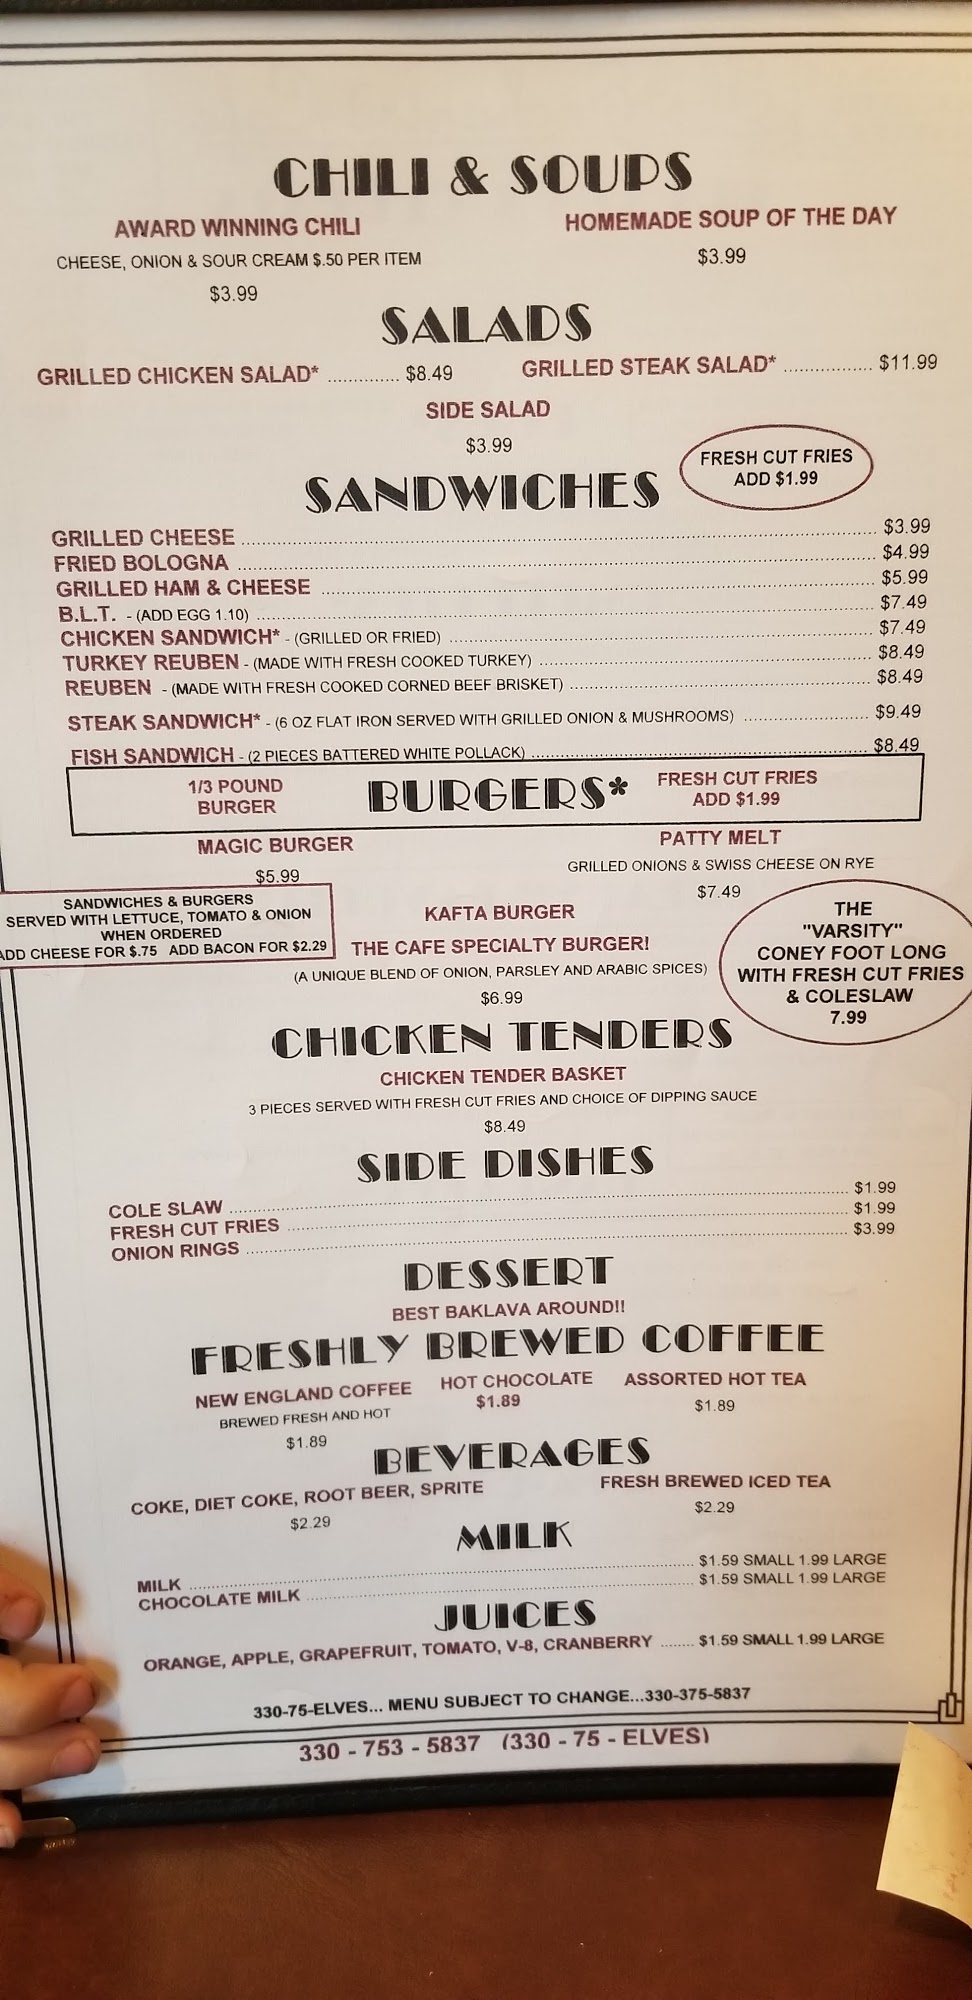 CHILI & SOUPS
AWARD WINNING CHILI
CHEESE, ONION & SOUR CREAM $.50 PER ITEM
$3.99
HOMEMADE SOUP OF THE DAY
$3.99
SALADS
GRILLED CHICKEN SALAD* .............. $8.49
GRILLED STEAK SALAD* ................. $11.99
SIDE SALAD
$3.99
FRESH CUT FRIES
ADD $1.99
SANDWICHES
GRILLED CHEESE $3.99
FRIED BOLOGNA $4.99
GRILLED HAM & CHEESE $5.99
B.L.T. - (ADD EGG 1.10) $7.49
CHICKEN SANDWICH* - (GRILLED OR FRIED) $7.49
TURKEY REUBEN - (MADE WITH FRESH COOKED TURKEY) $8.49
REUBEN - (MADE WITH FRESH COOKED CORNED BEEF BRISKET) $8.49
STEAK SANDWICH* - (6 OZ FLAT IRON SERVED WITH GRILLED ONION & MUSHROOMS) $9.49
FISH SANDWICH - (2 PIECES BATTERED WHITE POLLACK) $8.49
1/3 POUND
BURGER
BURGERS*
FRESH CUT FRIES
ADD $1.99
MAGIC BURGER
$5.99
PATTY MELT
GRILLED ONIONS & SWISS CHEESE ON RYE
$7.49
SANDWICHES & BURGERS
SERVED WITH LETTUCE, TOMATO & ONION
WHEN ORDERED
ADD CHEESE FOR $.75 ADD BACON FOR $2.29
KAFTA BURGER
THE CAFE SPECIALTY BURGER!
(A UNIQUE BLEND OF ONION, PARSLEY AND ARABIC SPICES)
$6.99
THE
"VARSITY"
CONEY FOOT LONG
WITH FRESH CUT FRIES
& COLESLAW
7.99
CHICKEN TENDERS
CHICKEN TENDER BASKET
3 PIECES SERVED WITH FRESH CUT FRIES AND CHOICE OF DIPPING SAUCE
$8.49
SIDE DISHES
COLE SLAW $1.99
FRESH CUT FRIES $1.99
ONION RINGS $3.99
DESSERT
BEST BAKLAVA AROUND!!
FRESHLY BREWED COFFEE
NEW ENGLAND COFFEE
BREWED FRESH AND HOT
$1.89
HOT CHOCOLATE
$1.89
ASSORTED HOT TEA
$1.89
BEVERAGES
COKE, DIET COKE, ROOT BEER, SPRITE
$2.29
FRESH BREWED ICED TEA
$2.29
MILK
MILK $1.59 SMALL 1.99 LARGE
CHOCOLATE MILK $1.59 SMALL 1.99 LARGE
JUICES
ORANGE, APPLE, GRAPEFRUIT, TOMATO, V-8, CRANBERRY ....... $1.59 SMALL 1.99 LARGE
330-75-ELVES... MENU SUBJECT TO CHANGE...330-375-5837
330 - 753 - 5837 (330 - 75 - ELVES)